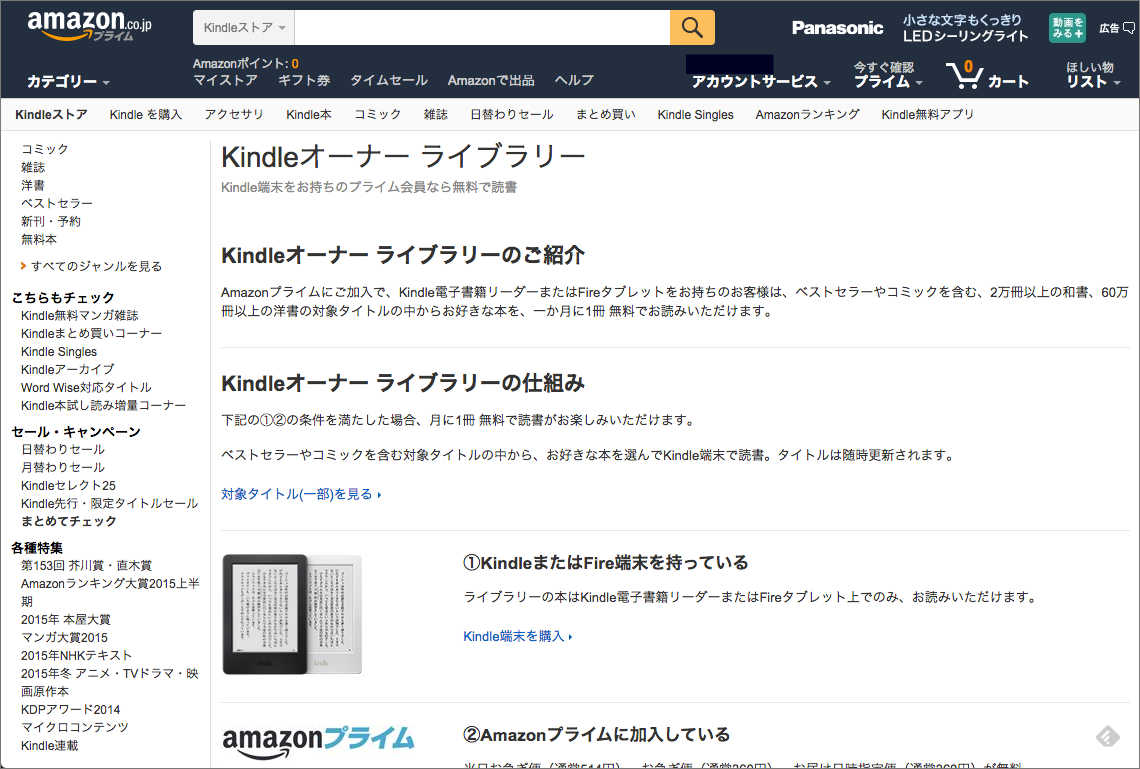 amazon.co.jp
プライム
Kindleストア
Panasonic
小さな文字もくっきり
LEDシーリングライト
動画を
みる+
広告
カテゴリー
Amazonポイント: 0
マイストア ギフト券 タイムセール Amazonで出品 ヘルプ
アカウントサービス
今すぐ確認
プライム
0
カート
ほしい物
リスト
Kindleストア Kindle を購入 アクセサリ Kindle本 コミック 雑誌 日替わりセール まとめ買い Kindle Singles Amazonランキング Kindle無料アプリ
コミック
雑誌
洋書
ベストセラー
新刊・予約
無料本
すべてのジャンルを見る
こちらもチェック
Kindle無料マンガ雑誌
Kindleまとめ買いコーナー
Kindle Singles
Kindleアーカイブ
Word Wise対応タイトル
Kindle本試し読み増量コーナー
セール・キャンペーン
日替わりセール
月替わりセール
Kindleセレクト25
Kindle先行・限定タイトルセール
まとめてチェック
各種特集
第153回 芥川賞・直木賞
Amazonランキング大賞2015上半
期
2015年 本屋大賞
マンガ大賞2015
2015年NHKテキスト
2015年冬 アニメ・TVドラマ・映
画原作本
KDPアワード2014
マイクロコンテンツ
Kindle連載
Kindleオーナー ライブラリー
Kindle端末をお持ちのプライム会員なら無料で読書
Kindleオーナー ライブラリーのご紹介
Amazonプライムにご加入で、Kindle電子書籍リーダーまたはFireタブレットをお持ちのお客様は、ベストセラーやコミックを含む、2万冊以上の和書、60万
冊以上の洋書の対象タイトルの中からお好きな本を、一か月に1冊 無料でお読みいただけます。
Kindleオーナー ライブラリーの仕組み
下記の①②の条件を満たした場合、月に1冊 無料で読書がお楽しみいただけます。
ベストセラーやコミックを含む対象タイトルの中から、お好きな本を選んでKindle端末で読書。タイトルは随時更新されます。
対象タイトル(一部)を見る
①KindleまたはFire端末を持っている
ライブラリーの本はKindle電子書籍リーダーまたはFireタブレット上でのみ、お読みいただけます。
Kindle端末を購入
amazonプライム
②Amazonプライムに加入している